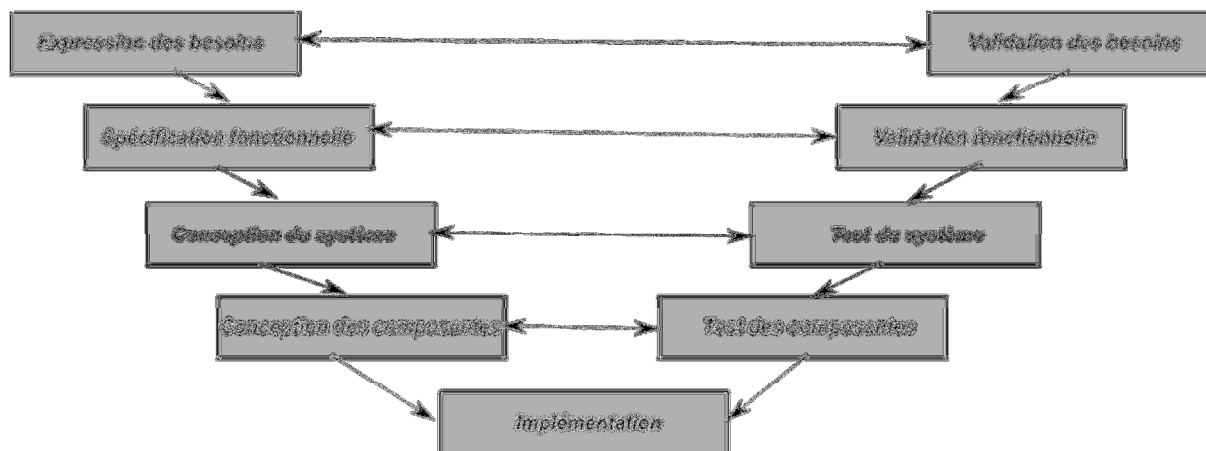 Expression des besoins
Validation des besoins
Spécification fonctionnelle
Validation fonctionnelle
Conception du système
Test du système
Conception des composantes
Test des composantes
implémentation